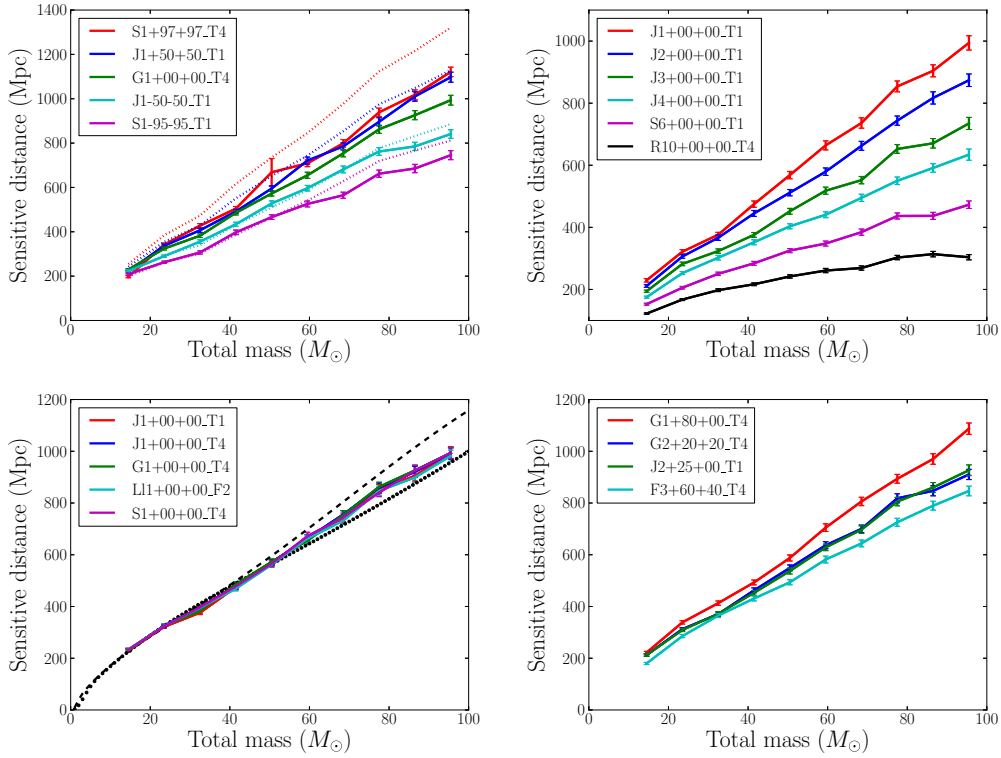 1400
1200
1000
800
600
400
200
0
0
20
40
60
80
100
Sensitive distance (Mpc)
Total mass (M⊙)
S1+97+97_T4
J1+50+50_T1
G1+00+00_T4
J1-50-50_T1
S1-95-95_T1
1000
800
600
400
200
0
20
40
60
80
100
Sensitive distance (Mpc)
Total mass (M⊙)
J1+00+00_T1
J2+00+00_T1
J3+00+00_T1
J4+00+00_T1
S6+00+00_T1
R10+00+00_T4
1200
1000
800
600
400
200
0
0
20
40
60
80
100
Sensitive distance (Mpc)
Total mass (M⊙)
J1+00+00_T1
J1+00+00_T4
G1+00+00_T4
Ll1+00+00_F2
S1+00+00_T4
1200
1000
800
600
400
200
0
0
20
40
60
80
100
Sensitive distance (Mpc)
Total mass (M⊙)
G1+80+00_T4
G2+20+20_T4
J2+25+00_T1
F3+60+40_T4